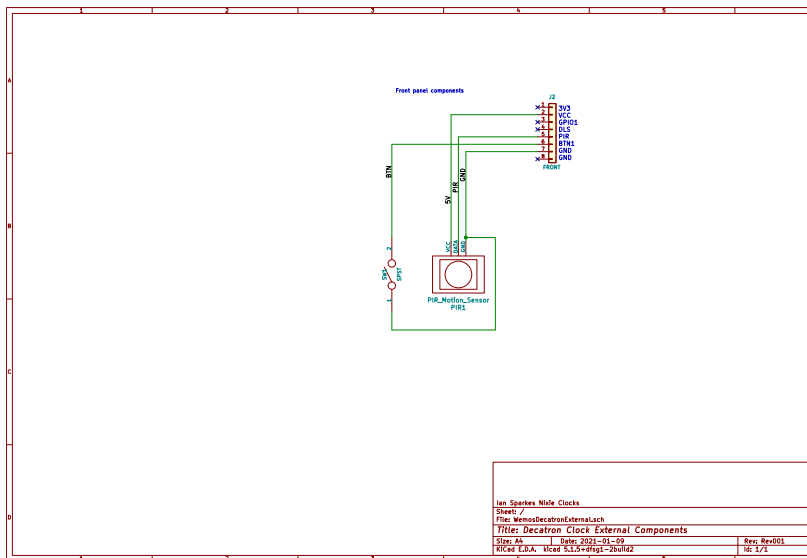 1 2 3 4 5
A
Front panel components
J2
1 3V3
2 VCC
3 GPIO1
4 DLS
5 PIR
6 BTN1
7 GND
8 GND
FRONT
BTN
5V
PIR
GND
B
VCC
DATA
GND
2
SW1
SPST
1
PIR_Motion_Sensor
PIR1
C
D
Ian Sparkes Nixie Clocks
Sheet: /
File: WemosDecatronExternal.sch
Title: Decatron Clock External Components
Size: A4 Date: 2021-01-09 Rev: Rev001
KiCad E.D.A. kicad 5.1.5+dfsg1-2build2 Id: 1/1